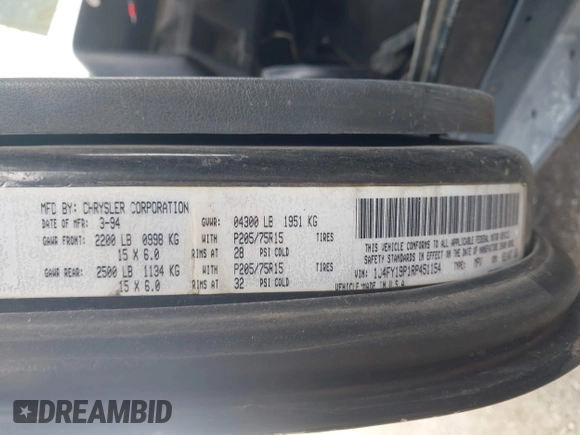 MFD BY: CHRYSLER CORPORATION
DATE OF MFR: 3-94 GVWR: 04300 LB 1951 KG
GAWR FRONT: 2200 LB 0998 KG WITH P205/75R15 TIRES
15 X 6.0 RIMS AT 28 PSI COLD
GAWR REAR: 2500 LB 1134 KG WITH P205/75R15 TIRES
15 X 6.0 RIMS AT 32 PSI COLD
THIS VEHICLE CONFORMS TO ALL APPLICABLE FEDERAL MOTOR VEHICLE
SAFETY STANDARDS IN EFFECT ON THE DATE OF MANUFACTURE SHOWN ABOVE.
VIN: 1J4FY19P1RP451154 TYPE: MPV
VEHICLE MADE IN U.S.A.
DREAMBID